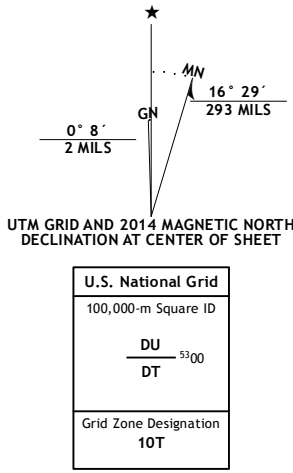 ★
MN
GN
16° 29´
293 MILS
0° 8´
2 MILS
UTM GRID AND 2014 MAGNETIC NORTH
DECLINATION AT CENTER OF SHEET
U.S. National Grid
100,000-m Square ID
DU
5300
DT
Grid Zone Designation
10T